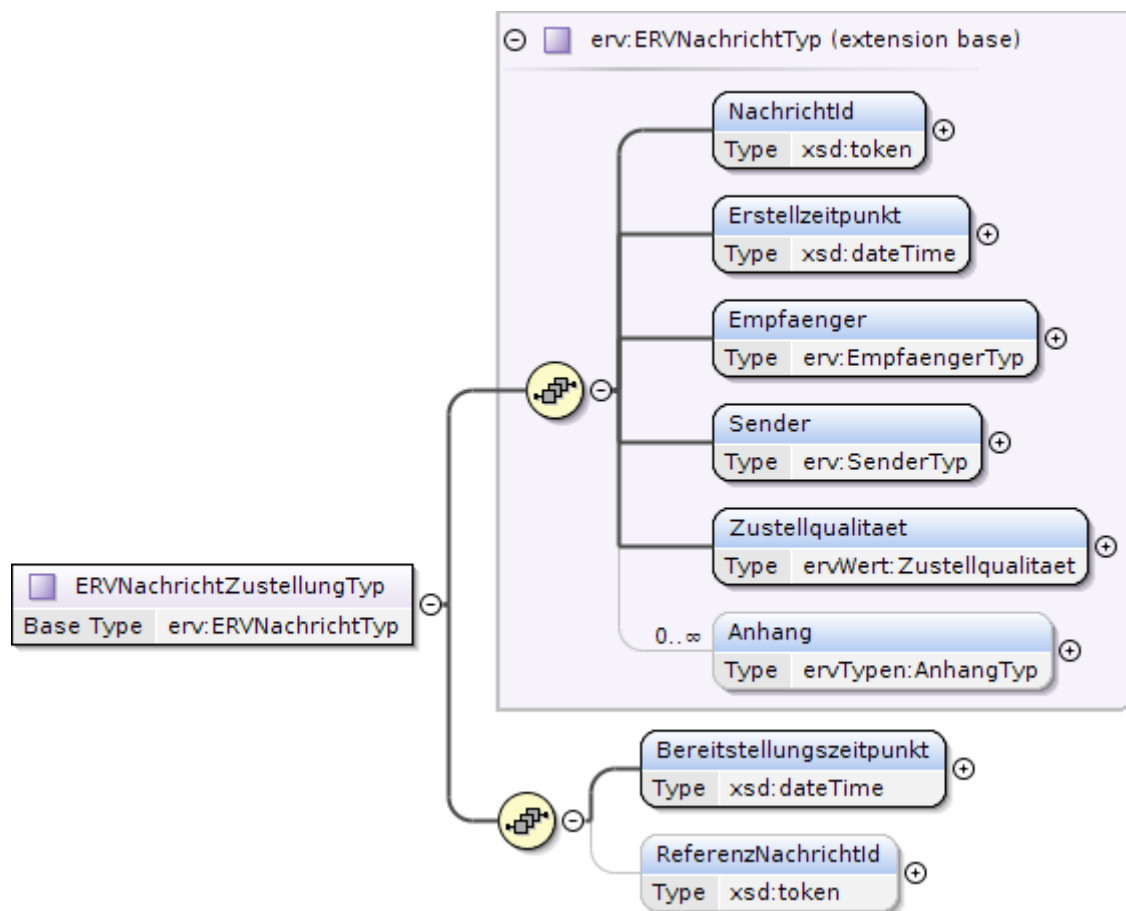 erv:ERVNachrichtTyp (extension base)
NachrichtId
Type xsd:token
Erstellzeitpunkt
Type xsd:dateTime
Empfaenger
Type erv:EmpfaengerTyp
Sender
Type erv:SenderTyp
Zustellqualitaet
Type ervWert:Zustellqualitaet
0..∞
Anhang
Type ervTypen:AnhangTyp
ERVNachrichtZustellungTyp
Base Type erv:ERVNachrichtTyp
Bereitstellungszeitpunkt
Type xsd:dateTime
ReferenzNachrichtId
Type xsd:token